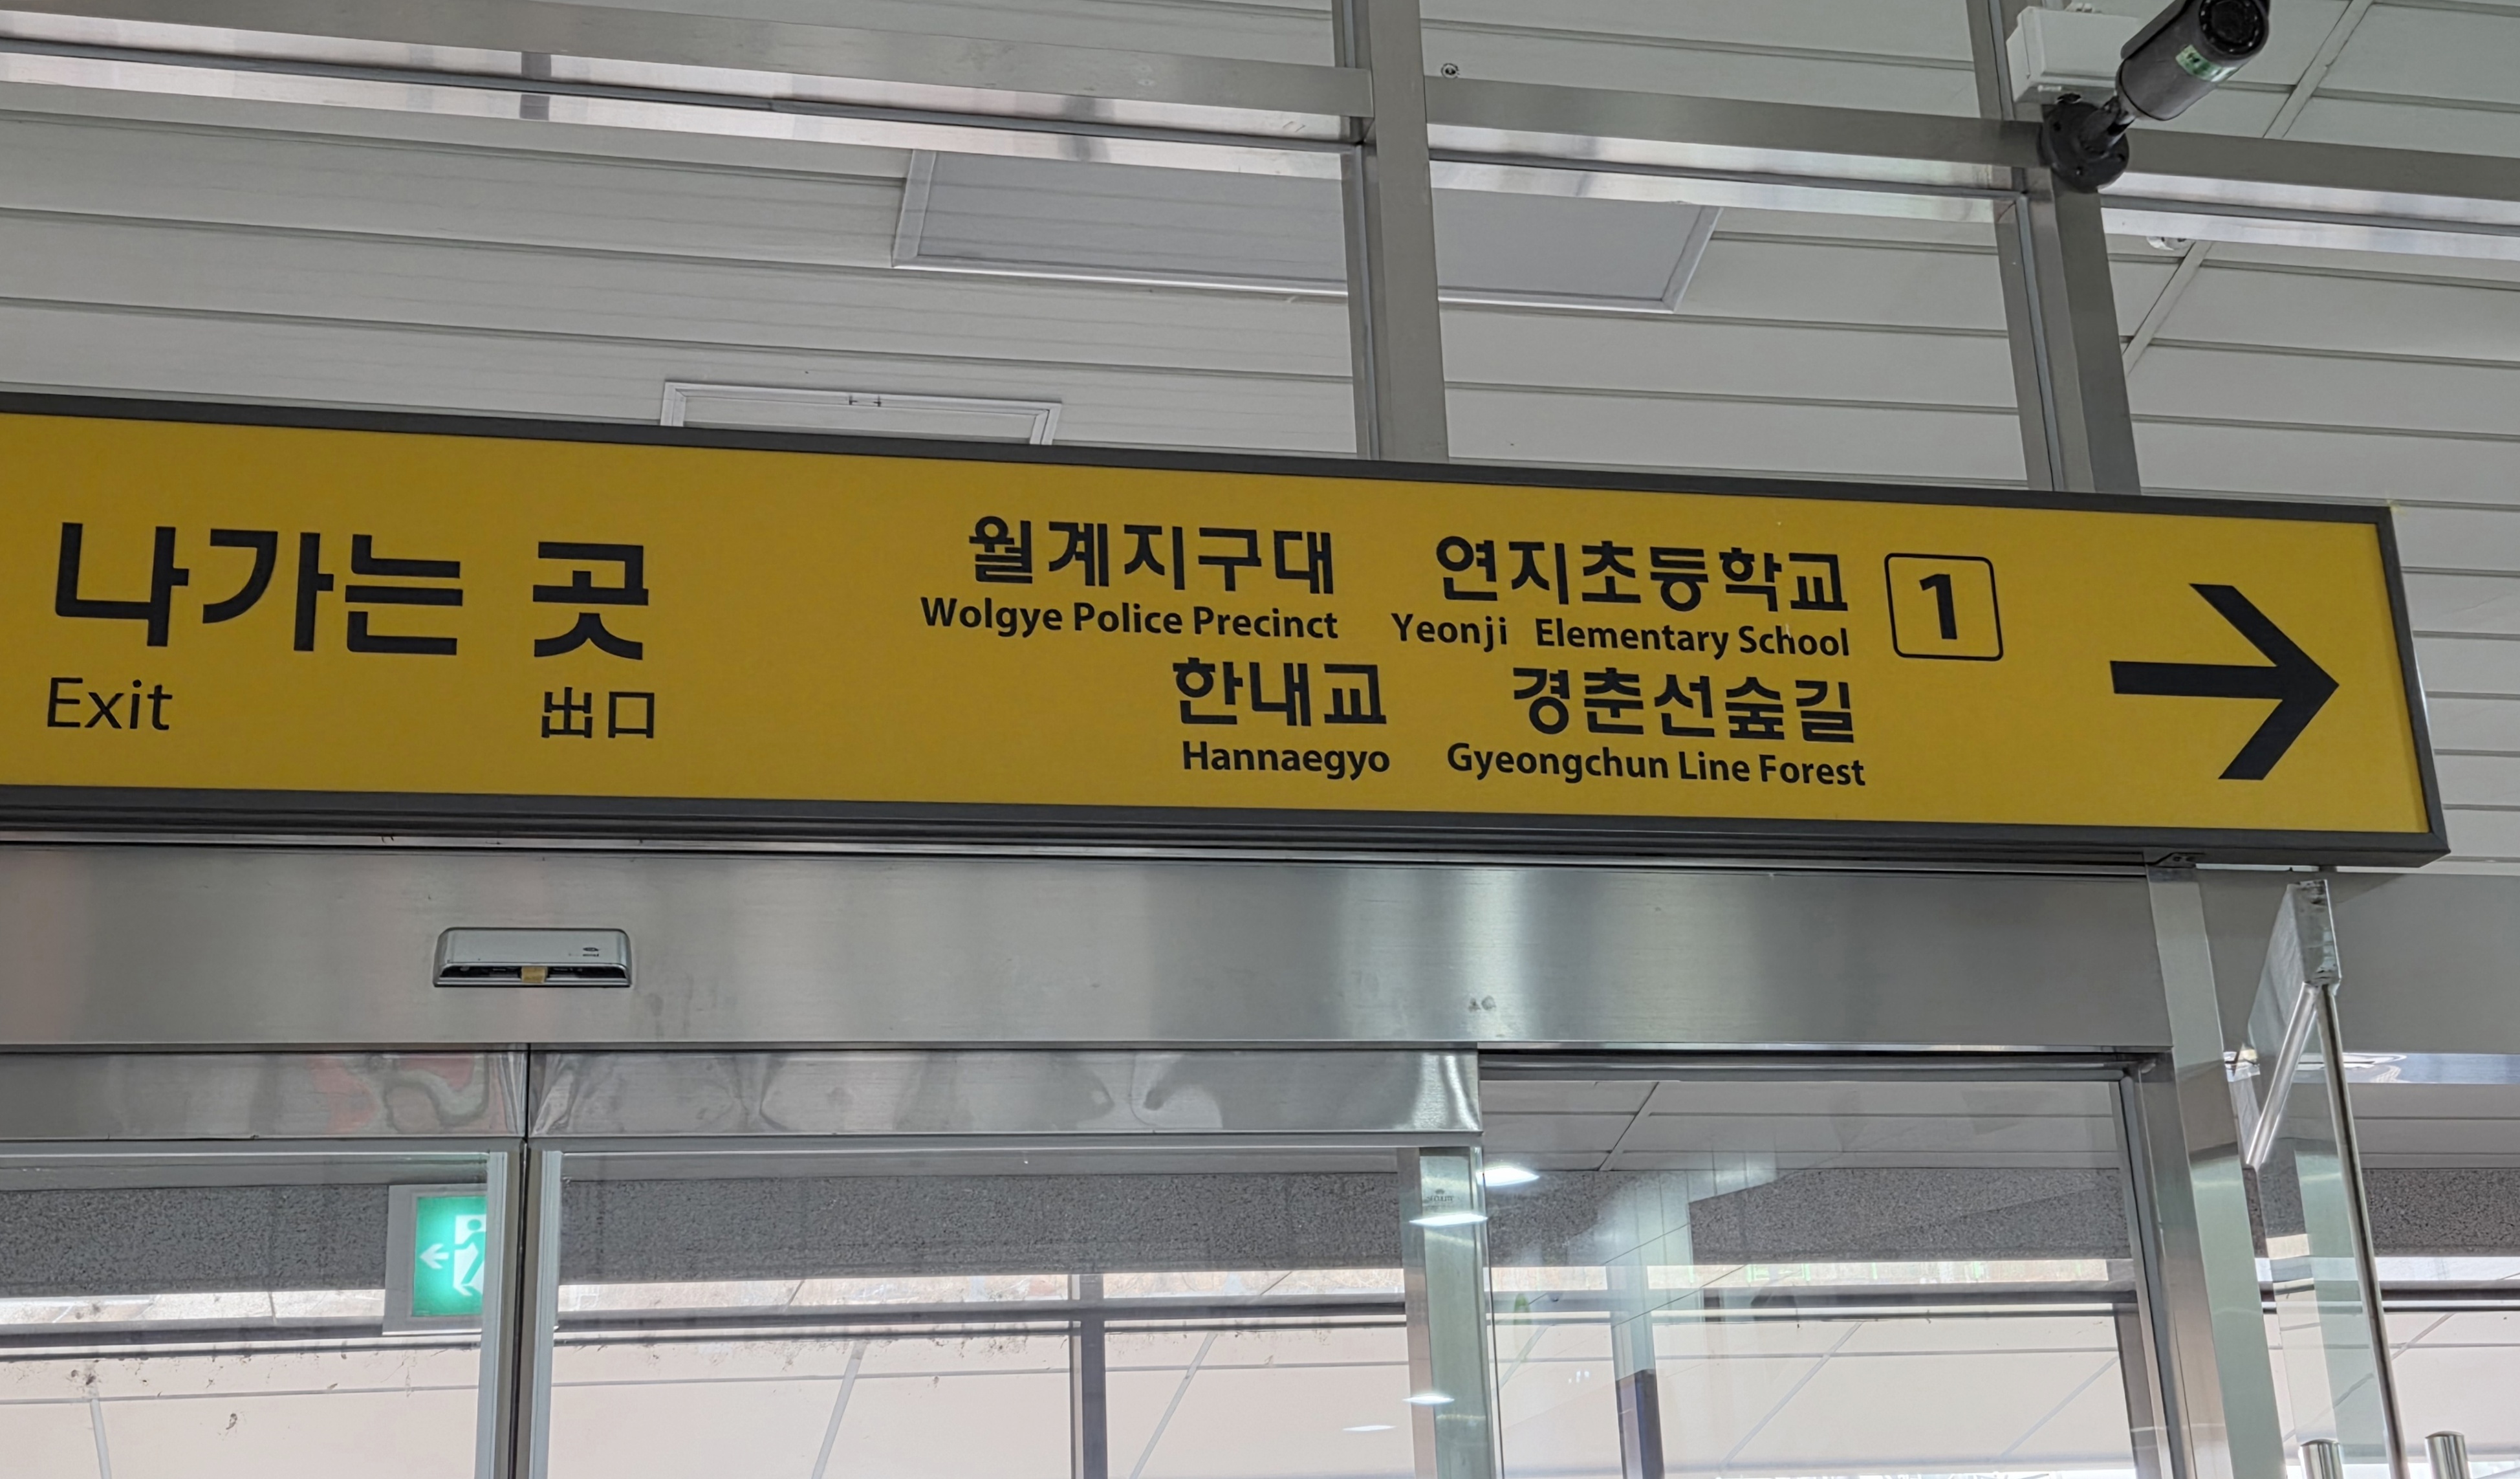 나가는 곳
Exit 出口
월계지구대 연지초등학교 1
Wolgye Police Precinct Yeonji Elementary School
한내교 경춘선숲길
Hannaegyo Gyeongchun Line Forest